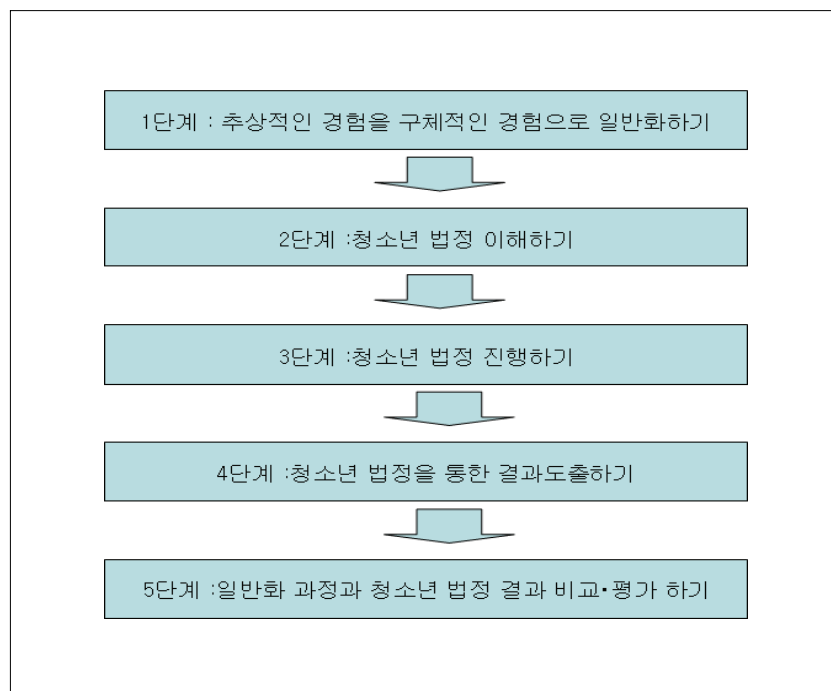 1단계 : 추상적인 경험을 구체적인 경험으로 일반화하기
2단계 :청소년 법정 이해하기
3단계 :청소년 법정 진행하기
4단계 :청소년 법정을 통한 결과도출하기
5단계 :일반화 과정과 청소년 법정 결과 비교·평가 하기